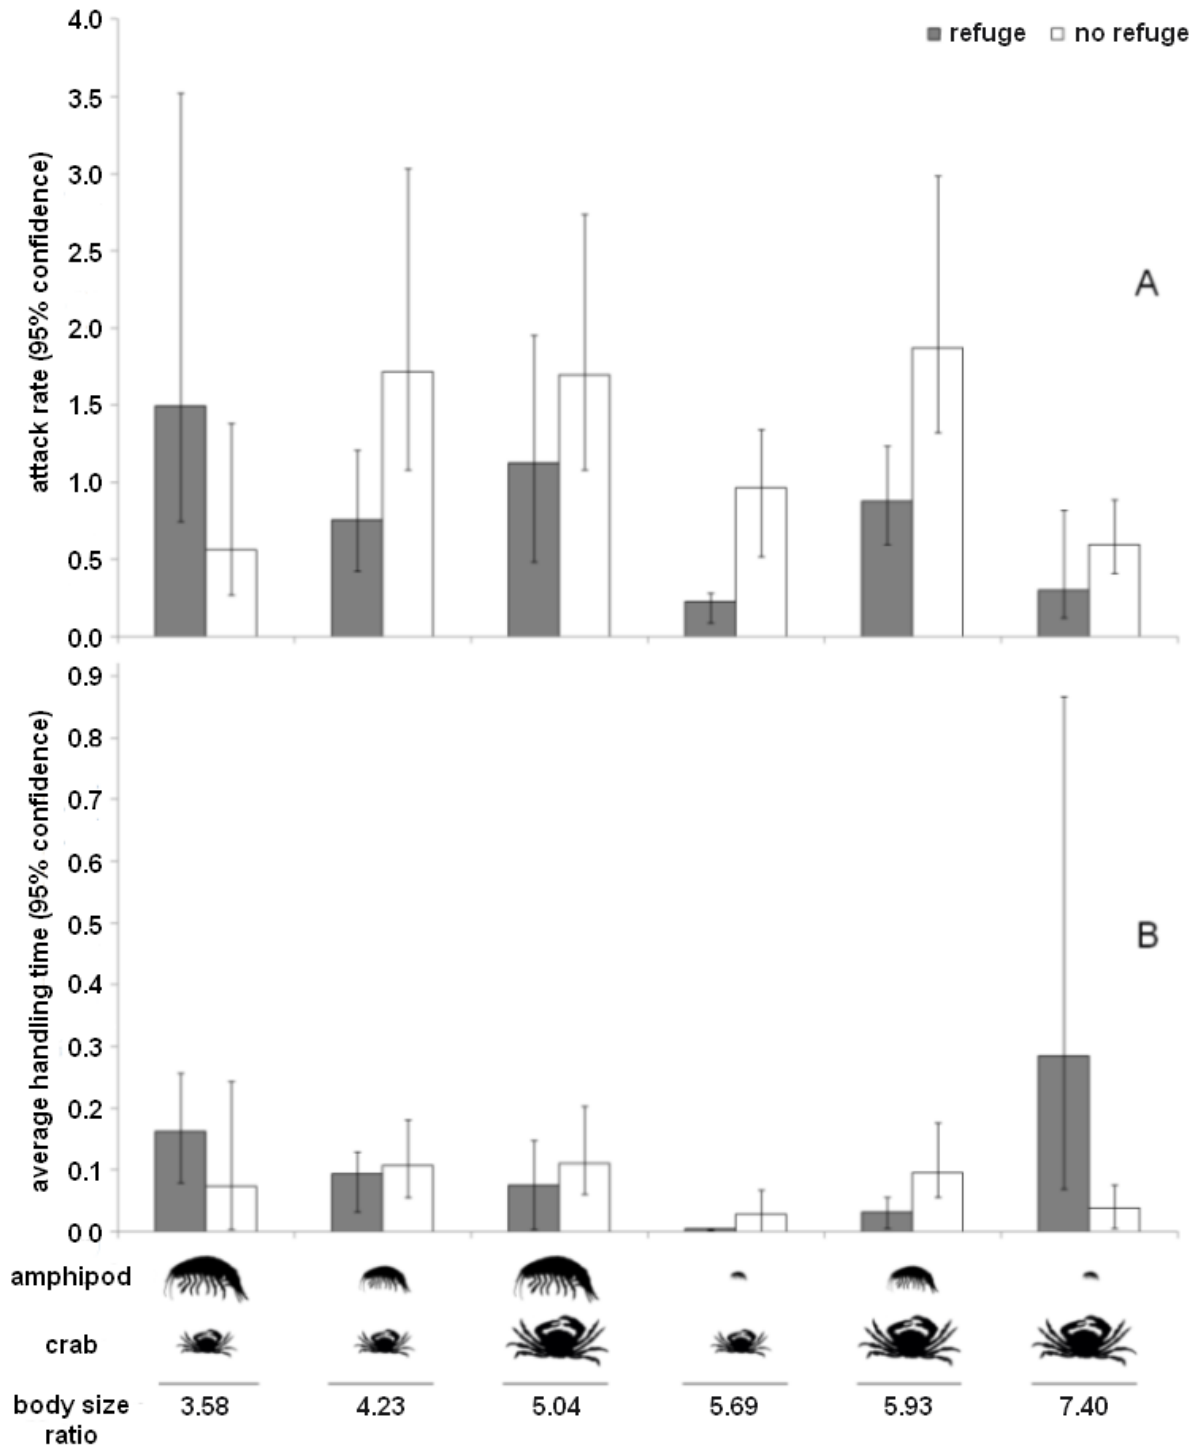 4.0
refuge no refuge
3.5
3.0
2.5
A
2.0
1.5
1.0
0.5
0.0
attack rate (95% confidence)
0.9
0.8
0.7
0.6
0.5
B
0.4
0.3
0.2
0.1
0.0
average handling time (95% confidence)
amphipod
crab
body size 3.58 4.23 5.04 5.69 5.93 7.40
ratio